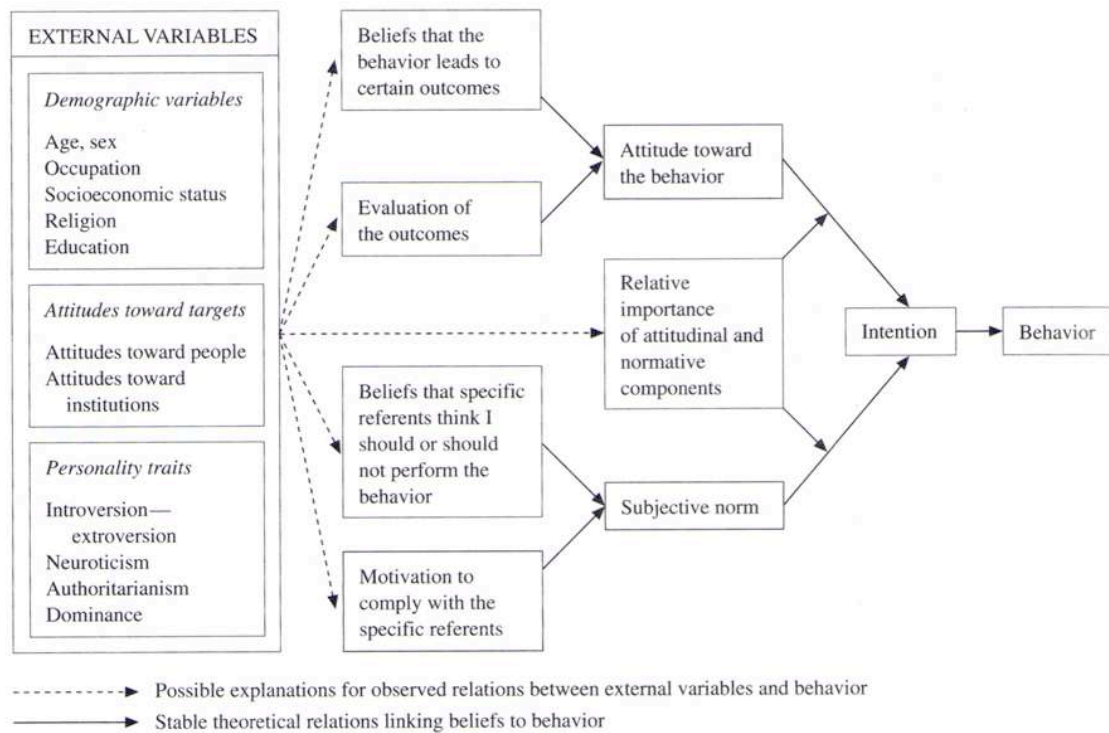 EXTERNAL VARIABLES
Demographic variables
Age, sex
Occupation
Socioeconomic status
Religion
Education
Attitudes toward targets
Attitudes toward people
Attitudes toward
institutions
Personality traits
Introversion—
extroversion
Neuroticism
Authoritarianism
Dominance
Beliefs that the
behavior leads to
certain outcomes
Evaluation of
the outcomes
Beliefs that specific
referents think I
should or should
not perform the
behavior
Motivation to
comply with the
specific referents
Attitude toward
the behavior
Relative
importance
of attitudinal and
normative
components
Subjective norm
Intention
Behavior
Possible explanations for observed relations between external variables and behavior
Stable theoretical relations linking beliefs to behavior